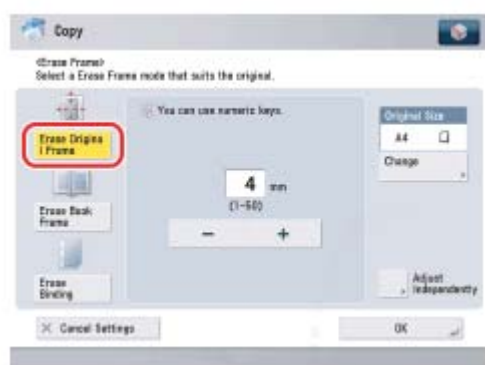 Copy
<Erase Frame>
Select a Erase Frame mode that suits the original.
Erase Origina
l Frame
Erase Book
Frame
Erase
Binding
You can use numeric keys.
4 mm
(1-50)
− +
Original Size
A4
Change
Adjust
Independently
× Cancel Settings
OK